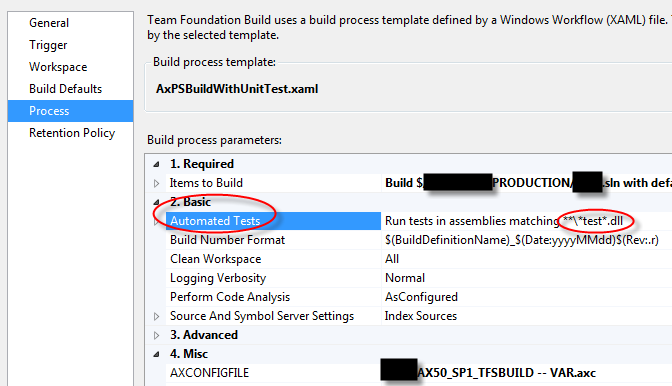 Team Foundation Build uses a build process template defined by a Windows Workflow (XAML) file.
by the selected template.
General
Trigger
Workspace
Build Defaults
Process
Retention Policy
Build process template:
AxPSBuildWithUnitTest.xaml
Build process parameters:
1. Required
Items to Build Build $ PRODUCTION/ .sln with defa
2. Basic
Automated Tests Run tests in assemblies matching **\*test*.dll
Build Number Format $(BuildDefinitionName)_$(Date:yyyyMMdd)$(Rev:.r)
Clean Workspace All
Logging Verbosity Normal
Perform Code Analysis AsConfigured
Source And Symbol Server Settings Index Sources
3. Advanced
4. Misc
AXCONFIGFILE AX50_SP1_TFSBUILD -- VAR.axc